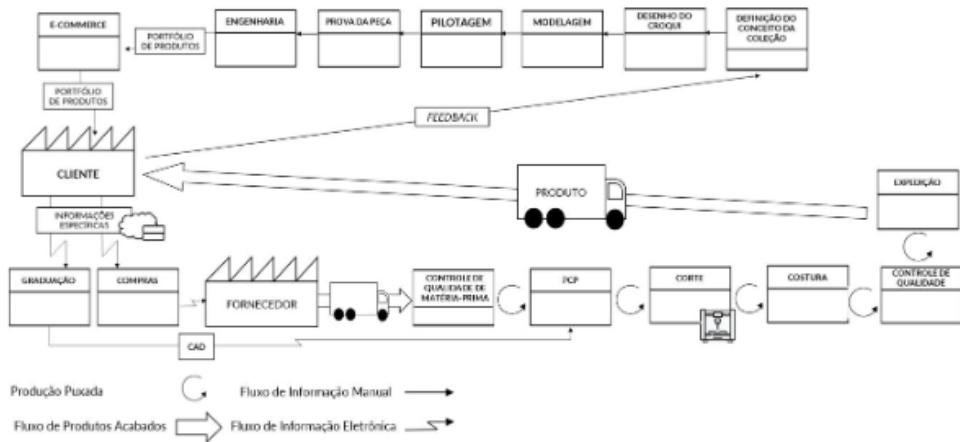 E-COMMERCE
PORTFÓLIO
DE PRODUTOS
ENGENHARIA
PROVA DA PEÇA
PILOTAGEM
MODELAGEM
DESENHO DO
CROQUI
DEFINIÇÃO DO
CONCEITO DA
COLEÇÃO
PORTFÓLIO
DE PRODUTOS
FEEDBACK
CLIENTE
PRODUTO
EXPEDIÇÃO
INFORMAÇÕES
ESPECÍFICAS
GRADUAÇÃO
COMPRAS
FORNECEDOR
CONTROLE DE
QUALIDADE DE
MATÉRIA-PRIMA
PCP
CORTE
COSTURA
CONTROLE DE
QUALIDADE
CAD
Produção Puxada
Fluxo de Informação Manual
Fluxo de Produtos Acabados
Fluxo de Informação Eletrônica